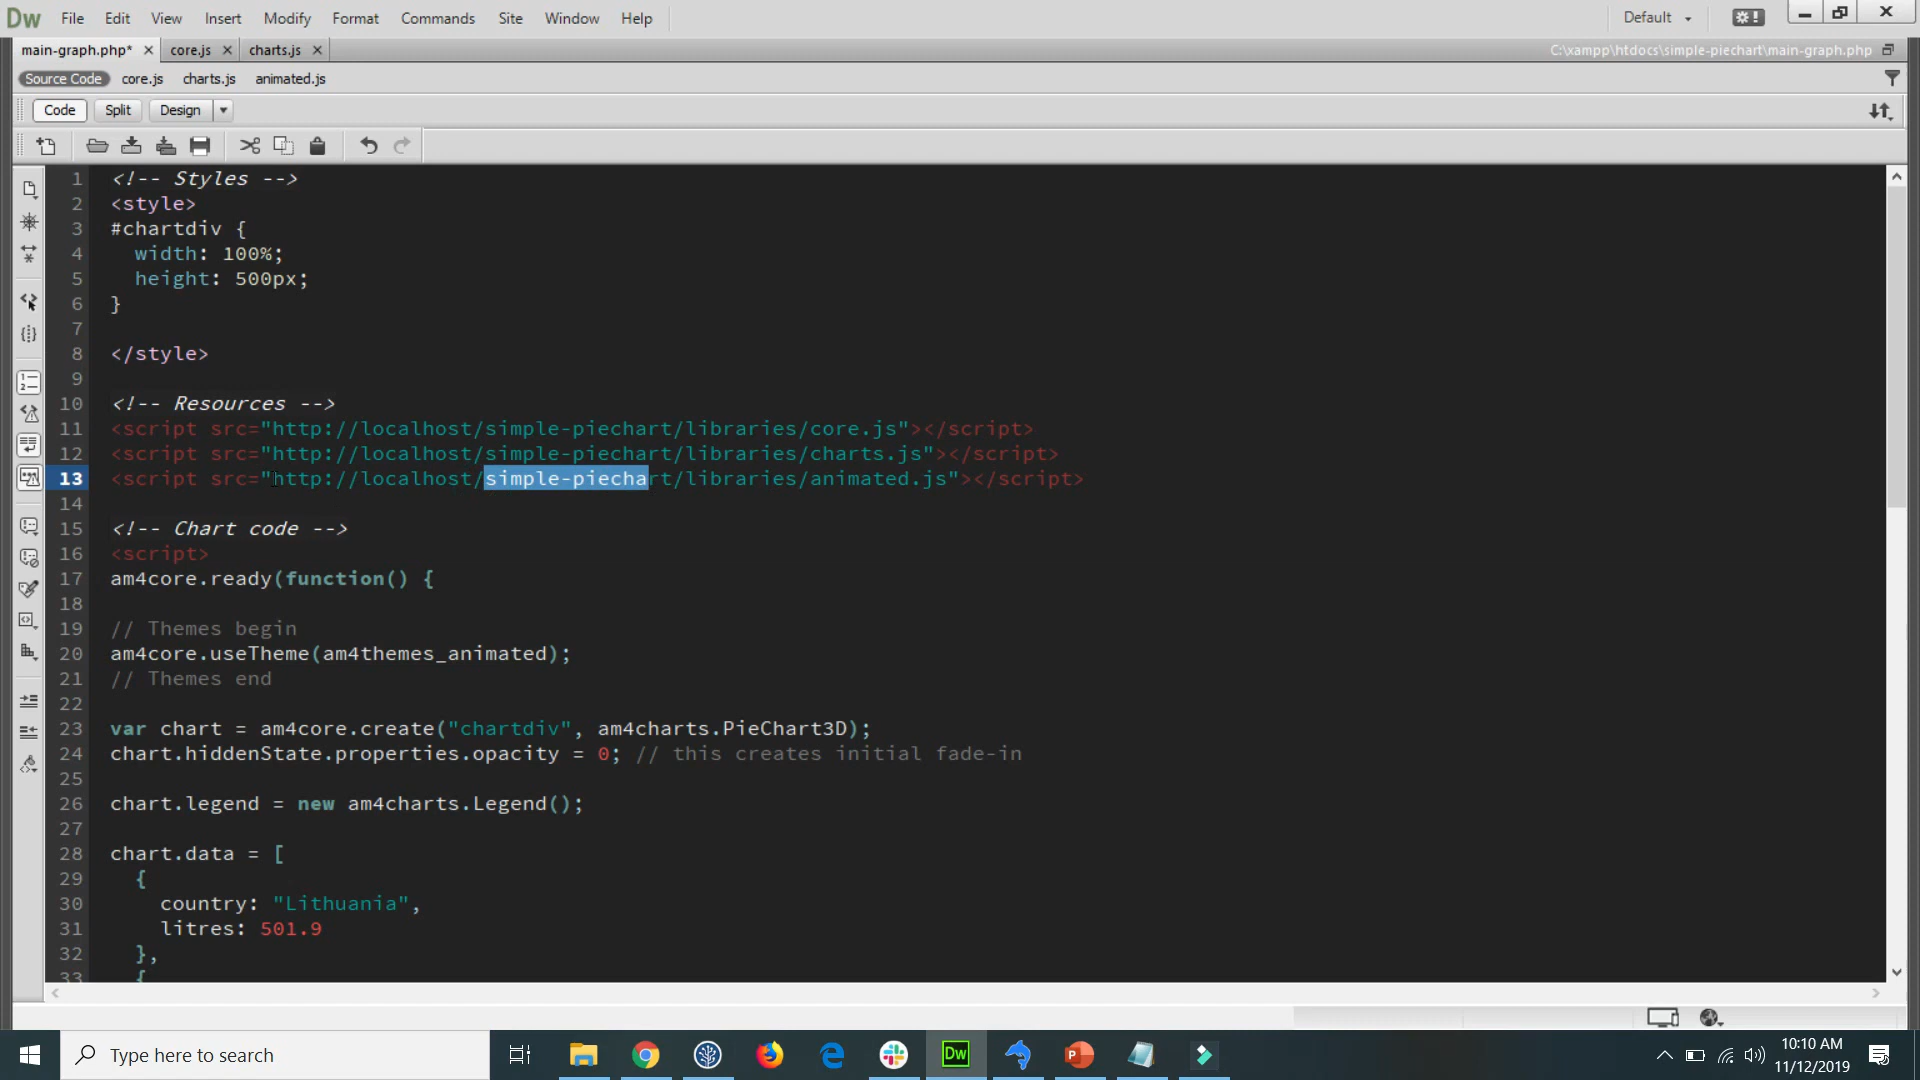 Dw File Edit View Insert Modify Format Commands Site Window Help Default
main-graph.php* core.js charts.js C:\xampp\htdocs\simple-piechart\main-graph.php
Source Code core.js charts.js animated.js
Code Split Design
1 <!-- Styles -->
2 <style>
3 #chartdiv {
4 width: 100%;
5 height: 500px;
6 }
7
8 </style>
9
10 <!-- Resources -->
11 <script src="http://localhost/simple-piechart/libraries/core.js"></script>
12 <script src="http://localhost/simple-piechart/libraries/charts.js"></script>
13 <script src="http://localhost/simple-piechart/libraries/animated.js"></script>
14
15 <!-- Chart code -->
16 <script>
17 am4core.ready(function() {
18
19 // Themes begin
20 am4core.useTheme(am4themes_animated);
21 // Themes end
22
23 var chart = am4core.create("chartdiv", am4charts.PieChart3D);
24 chart.hiddenState.properties.opacity = 0; // this creates initial fade-in
25
26 chart.legend = new am4charts.Legend();
27
28 chart.data = [
29 {
30 country: "Lithuania",
31 litres: 501.9
32 },
33 {
Type here to search
Dw
10:10 AM
11/12/2019